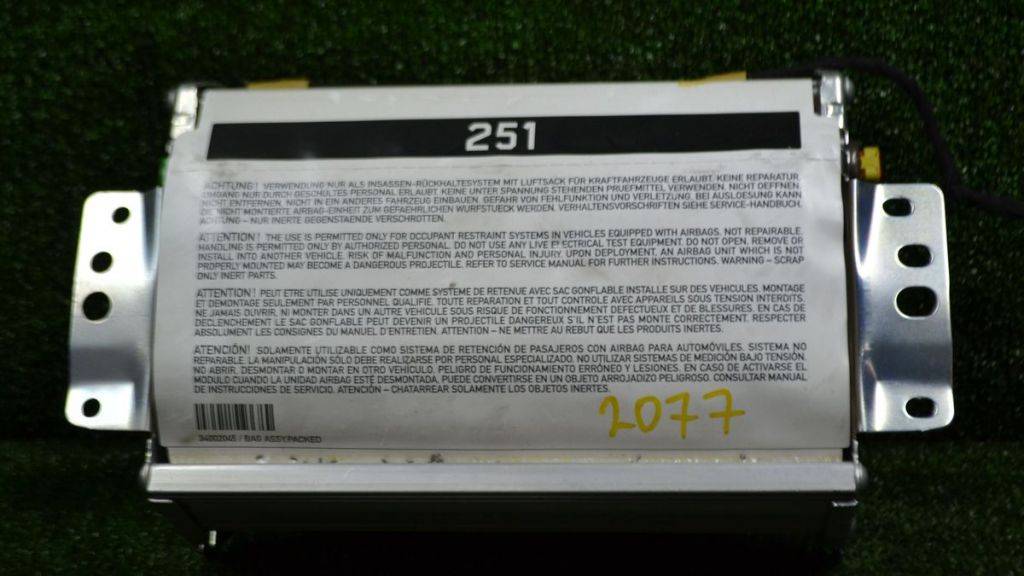 251
ACHTUNG! VERWENDUNG NUR ALS INSASSEN-RÜCKHALTESYSTEM MIT LUFTSACK FÜR KRAFTFAHRZEUGE ERLAUBT. KEINE REPARATUR.
UMGANG NUR DURCH GESCHULTES PERSONAL ERLAUBT. KEINE UNTER SPANNUNG STEHENDEN PRUEFMITTEL VERWENDEN. NICHT OEFFNEN,
NICHT ENTFERNEN, NICHT IN EIN ANDERES FAHRZEUG EINBAUEN, GEFAHR VON FEHLFUNKTION UND VERLETZUNG. BEI AUSLOESUNG KANN
DIE NICHT MONTIERTE AIRBAG-EINHEIT ZUM GEFAEHRLICHEN WURFSTUECK WERDEN. VERHALTENSVORSCHRIFTEN SIEHE SERVICE-HANDBUCH.
ACHTUNG – NUR INERTE GEGENSTAENDE VERSCHROTTEN.
ATTENTION! THE USE IS PERMITTED ONLY FOR OCCUPANT RESTRAINT SYSTEMS IN VEHICLES EQUIPPED WITH AIRBAGS. NOT REPAIRABLE.
HANDLING IS PERMITTED ONLY BY AUTHORIZED PERSONAL. DO NOT USE ANY LIVE ELECTRICAL TEST EQUIPMENT. DO NOT OPEN, REMOVE OR
INSTALL INTO ANOTHER VEHICLE. RISK OF MALFUNCTION AND PERSONAL INJURY. UPON DEPLOYMENT, AN AIRBAG UNIT WHICH IS NOT
PROPERLY MOUNTED MAY BECOME A DANGEROUS PROJECTILE. REFER TO SERVICE MANUAL FOR FURTHER INSTRUCTIONS. WARNING – SCRAP
ONLY INERT PARTS.
ATTENTION! PEUT ETRE UTILISE UNIQUEMENT COMME SYSTEME DE RETENUE AVEC SAC GONFLABLE INSTALLE SUR DES VEHICULES. MONTAGE
ET DEMONTAGE SEULEMENT PAR PERSONNEL QUALIFIE. TOUTE REPARATION ET TOUT CONTROLE AVEC APPAREILS SOUS TENSION INTERDITS.
NE JAMAIS OUVRIR, NI MONTER DANS UN AUTRE VEHICULE SOUS RISQUE DE FONCTIONNEMENT DEFECTUEUX ET DE BLESSURES. EN CAS DE
DECLENCHEMENT LE SAC GONFLABLE PEUT DEVENIR UN PROJECTILE DANGEREUX S'IL N'EST PAS MONTE CORRECTEMENT. RESPECTER
ABSOLUMENT LES CONSIGNES DU MANUEL D'ENTRETIEN. ATTENTION – NE METTRE AU REBUT QUE LES PRODUITS INERTES.
ATENCIÓN! SOLAMENTE UTILIZABLE COMO SISTEMA DE RETENCIÓN DE PASAJEROS CON AIRBAG PARA AUTOMÓVILES. SISTEMA NO
REPARABLE. LA MANIPULACIÓN SÓLO DEBE REALIZARSE POR PERSONAL ESPECIALIZADO. NO UTILIZAR SISTEMAS DE MEDICIÓN BAJO TENSIÓN.
NO ABRIR, DESMONTAR O MONTAR EN OTRO VEHÍCULO. PELIGRO DE FUNCIONAMIENTO ERRÓNEO Y LESIONES. EN CASO DE ACTIVARSE EL
MODULO CUANDO LA UNIDAD AIRBAG ESTÉ DESMONTADA, PUEDE CONVERTIRSE EN UN OBJETO ARROJADIZO PELIGROSO. CONSULTAR MANUAL
DE INSTRUCCIONES DE SERVICIO. ATENCIÓN – CHATARREAR SOLAMENTE LOS OBJETOS INERTES.
2077
34002045 / BAG ASSY.PACKED